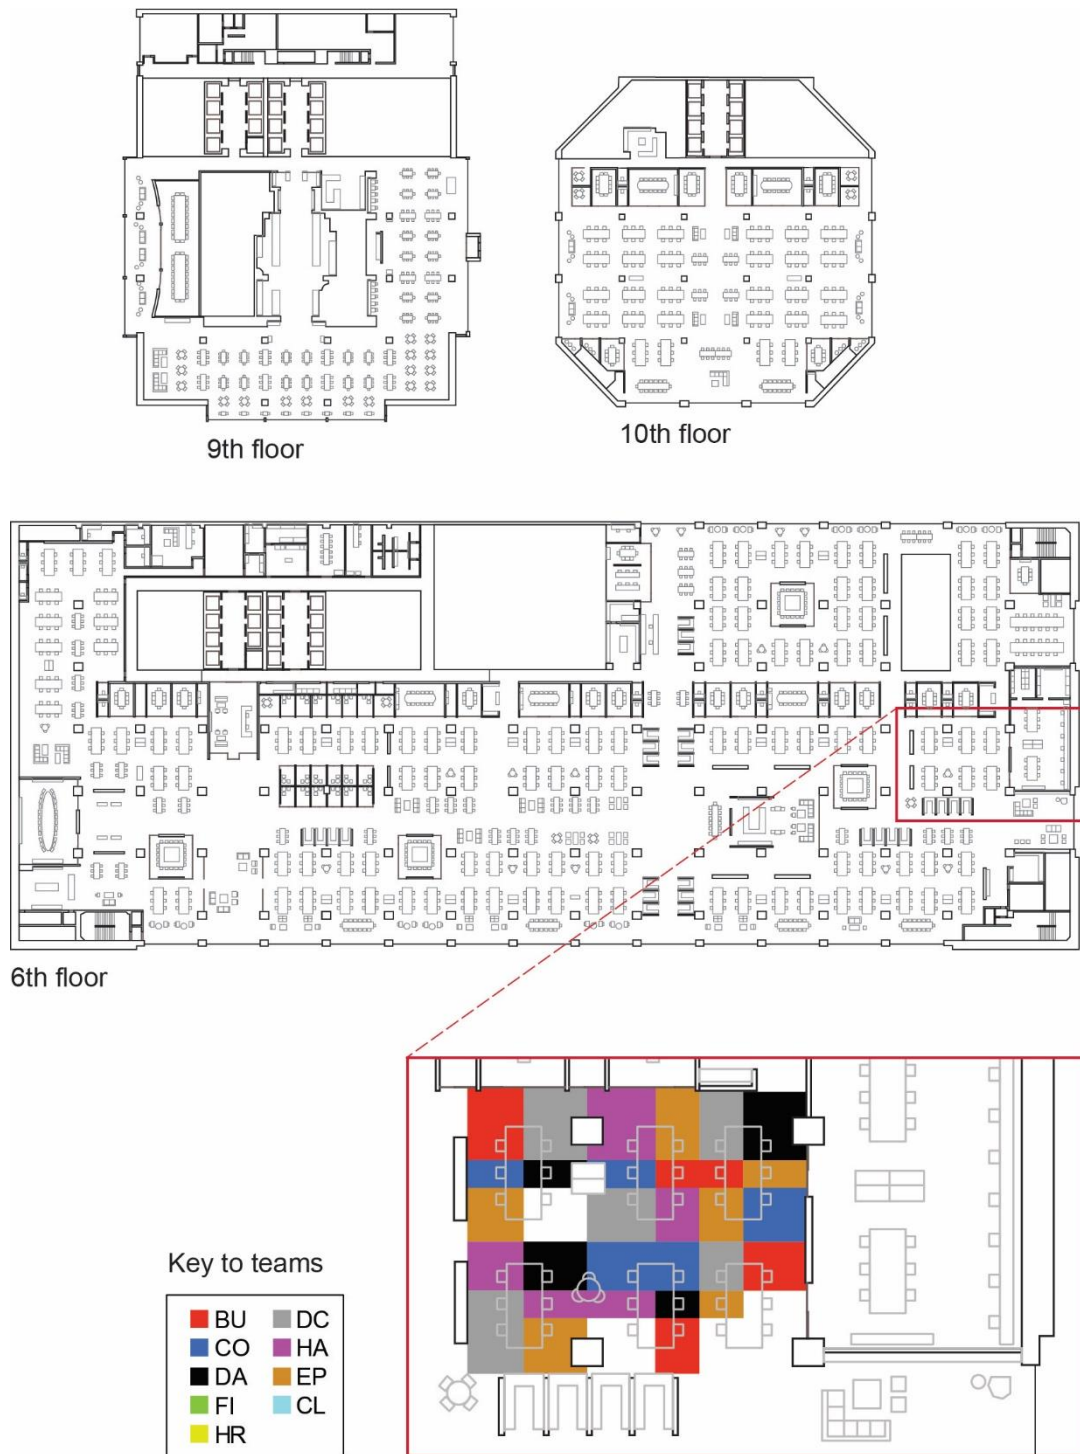 9th floor
10th floor
6th floor
Key to teams
BU DC
CO HA
DA EP
FI CL
HR